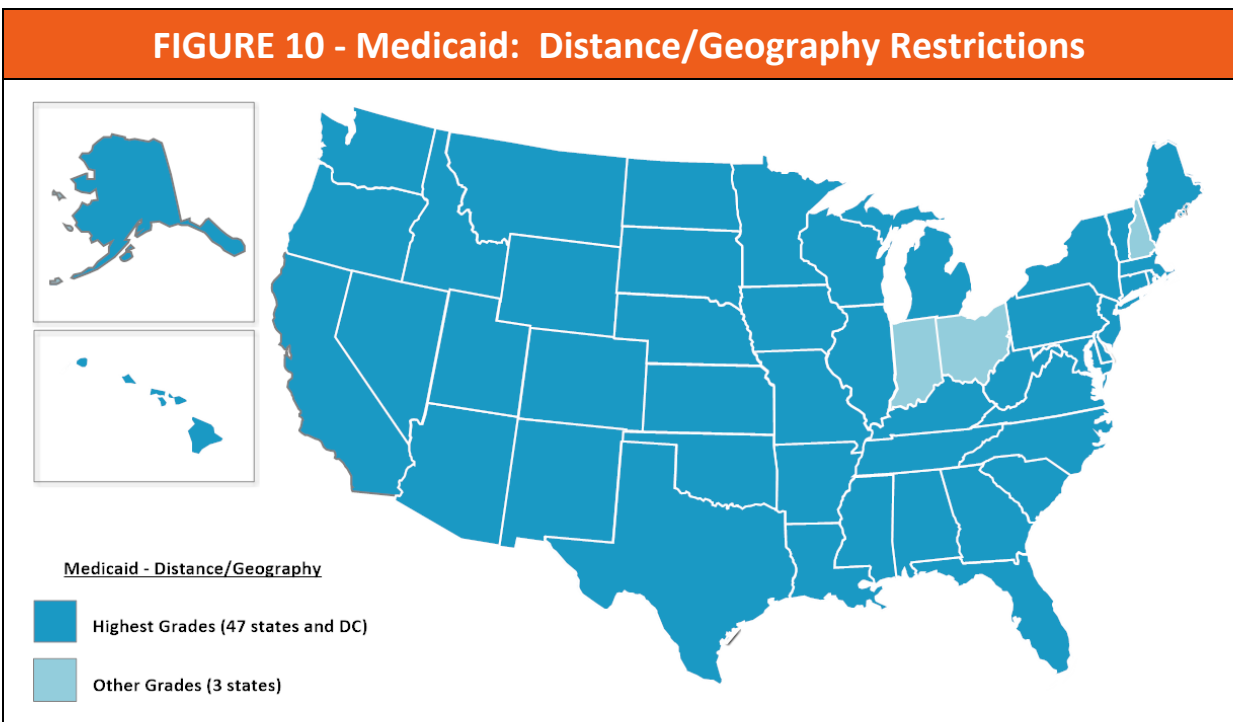 FIGURE 10 - Medicaid: Distance/Geography Restrictions
Medicaid - Distance/Geography
Highest Grades (47 states and DC)
Other Grades (3 states)